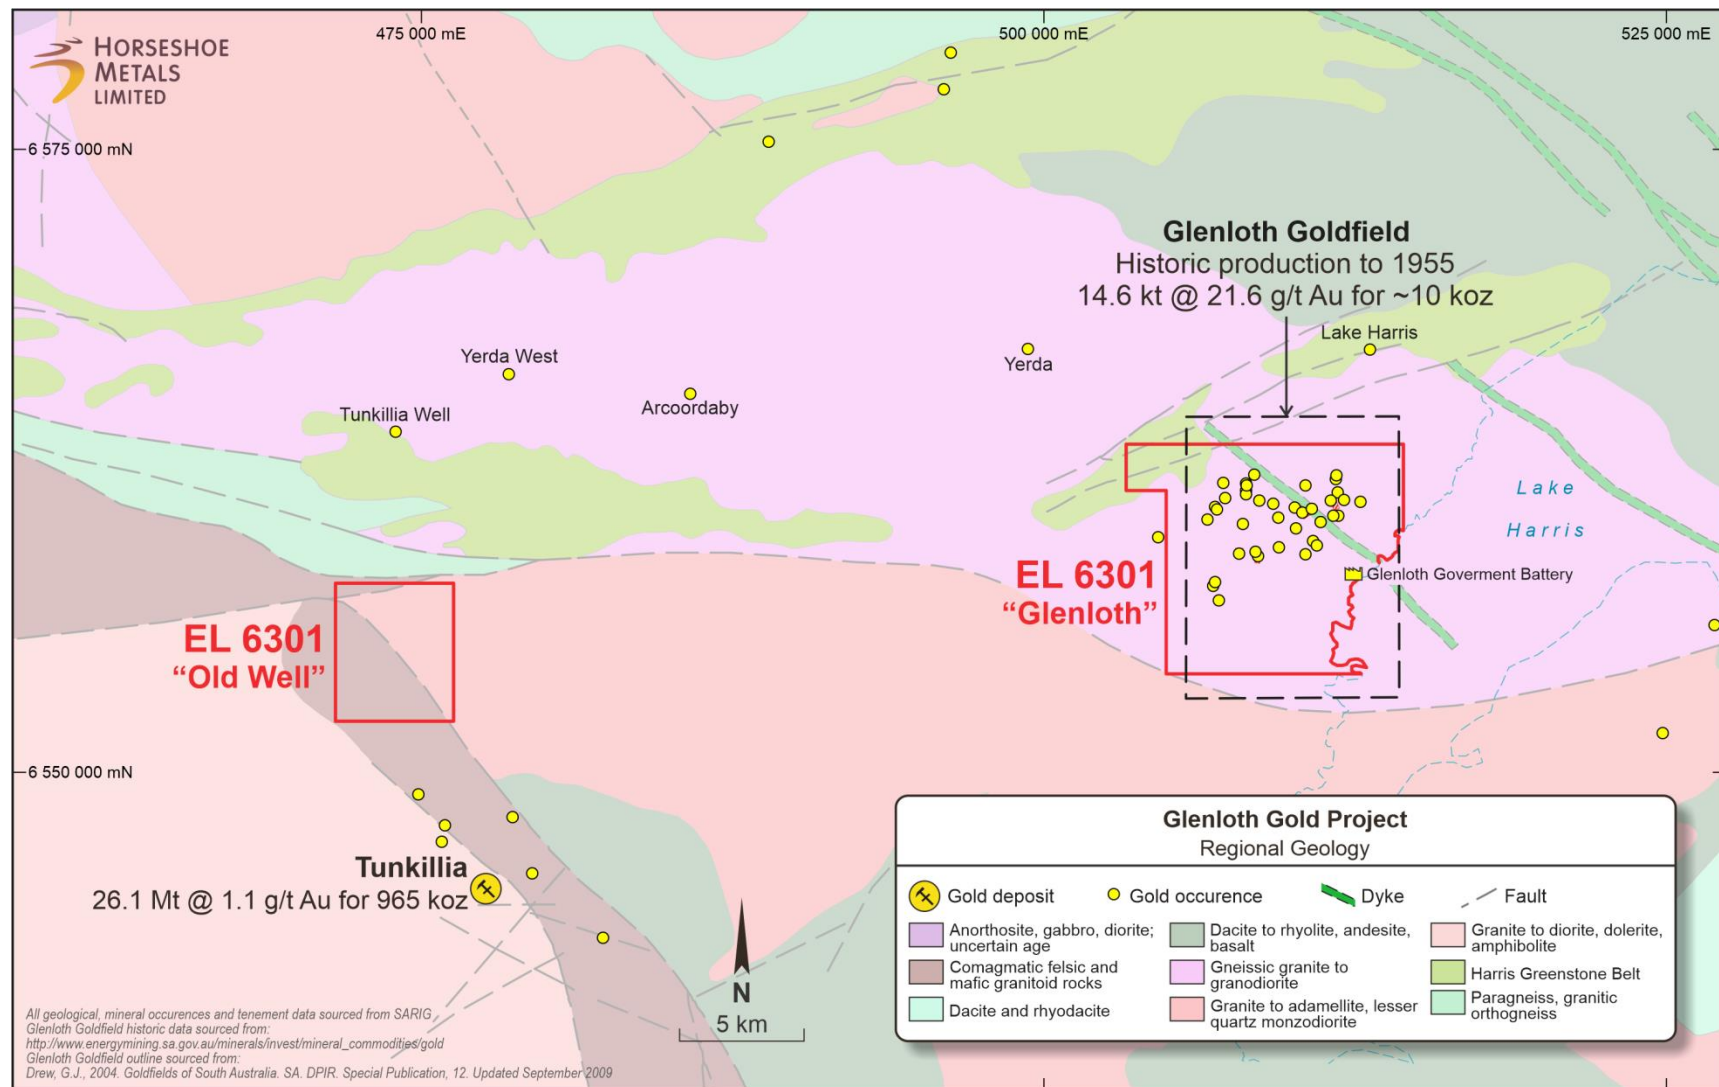 HORSESHOE
METALS
LIMITED
475 000 mE
500 000 mE
525 000 mE
6 575 000 mN
Glenloth Goldfield
Historic production to 1955
14.6 kt @ 21.6 g/t Au for ~10 koz
Lake Harris
Yerda West
Yerda
Arcoordaby
Tunkillia Well
Lake
Harris
EL 6301
“Glenloth”
Glenloth Goverment Battery
EL 6301
“Old Well”
6 550 000 mN
Tunkillia
26.1 Mt @ 1.1 g/t Au for 965 koz
N
5 km
Glenloth Gold Project
Regional Geology
Gold deposit
Gold occurence
Dyke
Fault
Anorthosite, gabbro, diorite;
uncertain age
Dacite to rhyolite, andesite,
basalt
Granite to diorite, dolerite,
amphibolite
Comagmatic felsic and
mafic granitoid rocks
Gneissic granite to
granodiorite
Harris Greenstone Belt
Dacite and rhyodacite
Granite to adamellite, lesser
quartz monzodiorite
Paragneiss, granitic
orthogneiss
All geological, mineral occurences and tenement data sourced from SARIG
Glenloth Goldfield historic data sourced from:
http://www.energymining.sa.gov.au/minerals/invest/mineral_commodities/gold
Glenloth Goldfield outline sourced from:
Drew, G.J., 2004. Goldfields of South Australia. SA. DPIR. Special Publication, 12. Updated September 2009